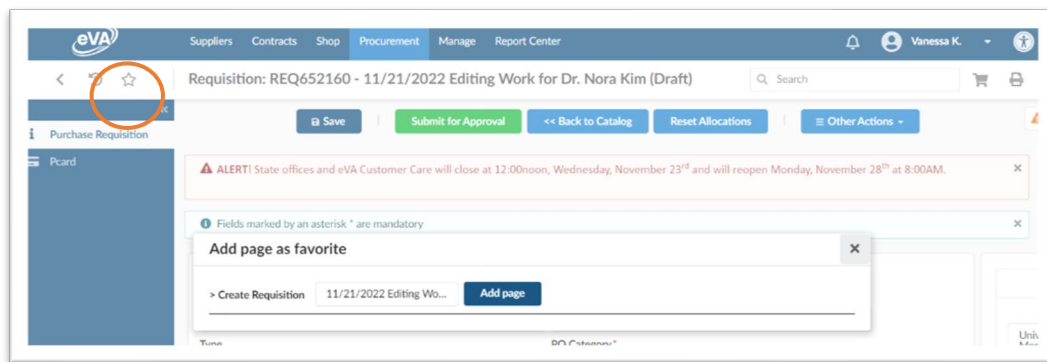 eVA
Suppliers Contracts Shop Procurement Manage Report Center Vanessa K.
Requisition: REQ652160 - 11/21/2022 Editing Work for Dr. Nora Kim (Draft) Search
Purchase Requisition
Pcard
Save Submit for Approval << Back to Catalog Reset Allocations Other Actions
ALERT! State offices and eVA Customer Care will close at 12:00noon, Wednesday, November 23rd and will reopen Monday, November 28th at 8:00AM.
Fields marked by an asterisk * are mandatory
Add page as favorite
> Create Requisition 11/21/2022 Editing Wo... Add page
Type PO Category*